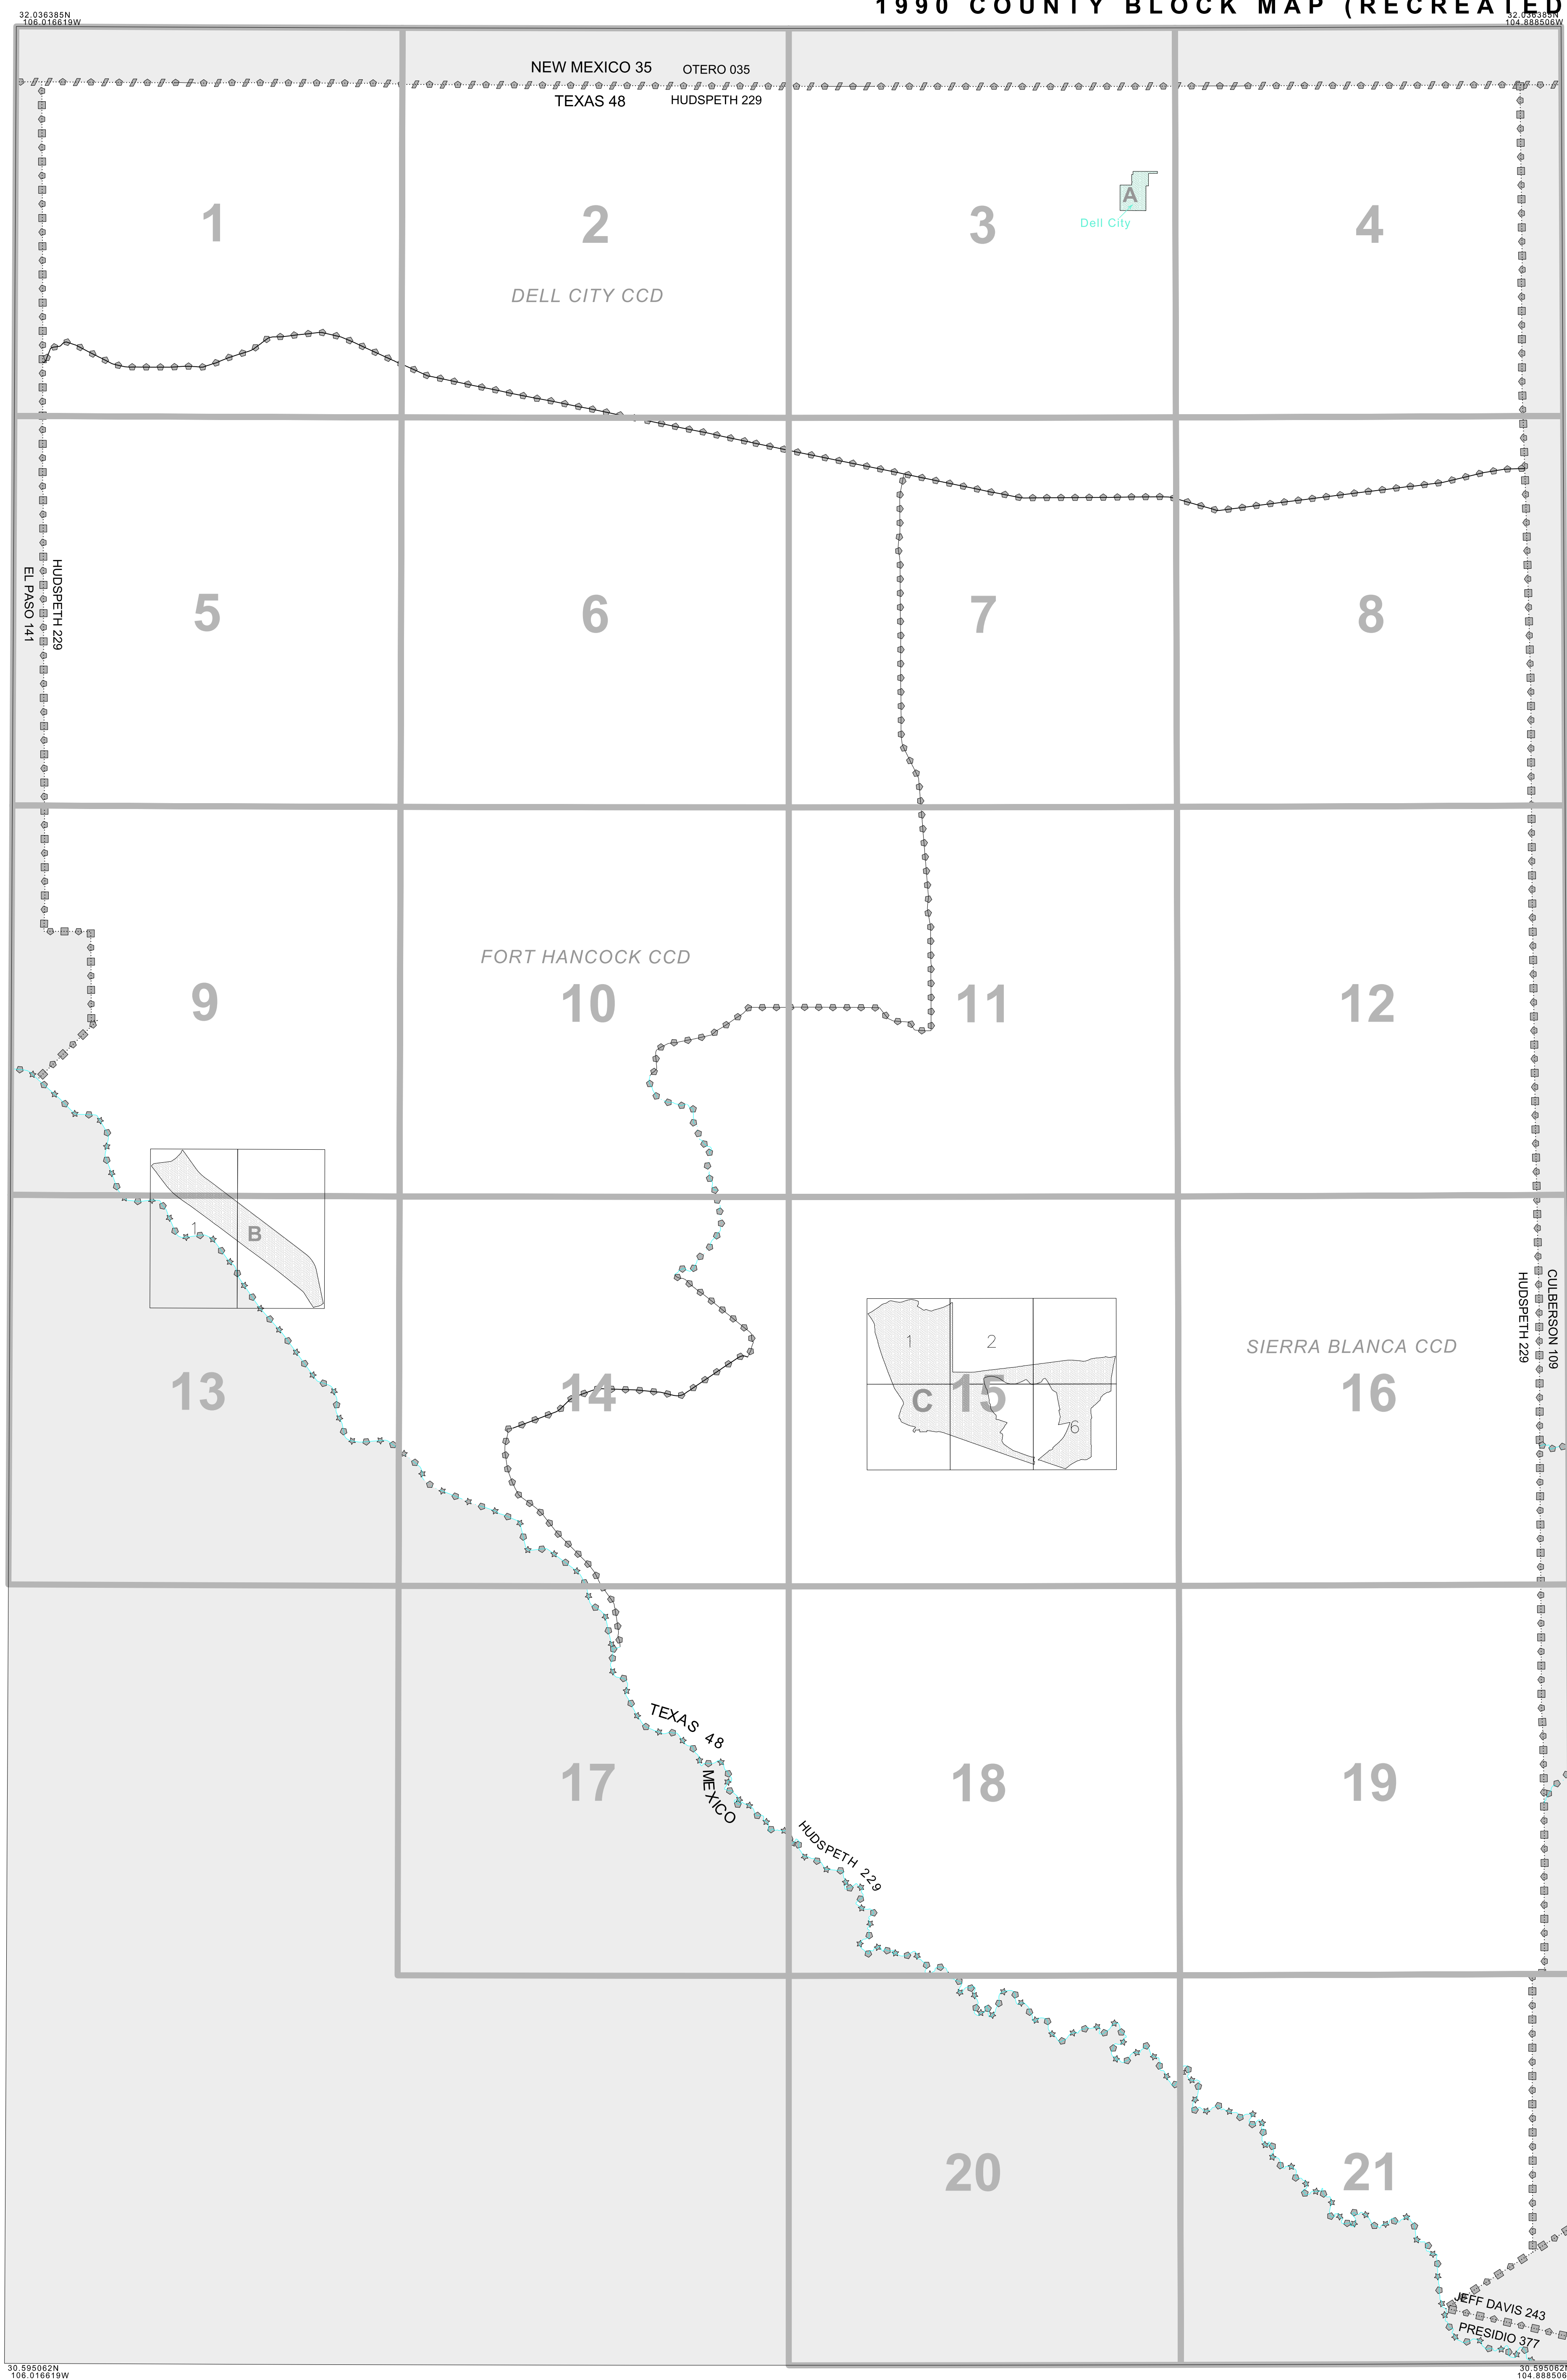 1990 COUNTY BLOCK MAP (RECREATED
32.036385N
106.016619W
32.036385N
104.888506W
NEW MEXICO 35 OTERO 035
TEXAS 48 HUDSPETH 229
A
Dell City
1
2
3
4
DELL CITY CCD
EL PASO 141
HUDSPETH 229
5
6
7
8
FORT HANCOCK CCD
9
10
11
12
1
B
HUDSPETH 229
CULBERSON 109
1
2
SIERRA BLANCA CCD
13
14
C
15
6
16
TEXAS 48
MEXICO
17
18
19
HUDSPETH 229
20
21
JEFF DAVIS 243
PRESIDIO 377
30.595062N
106.016619W
30.595062N
104.888506